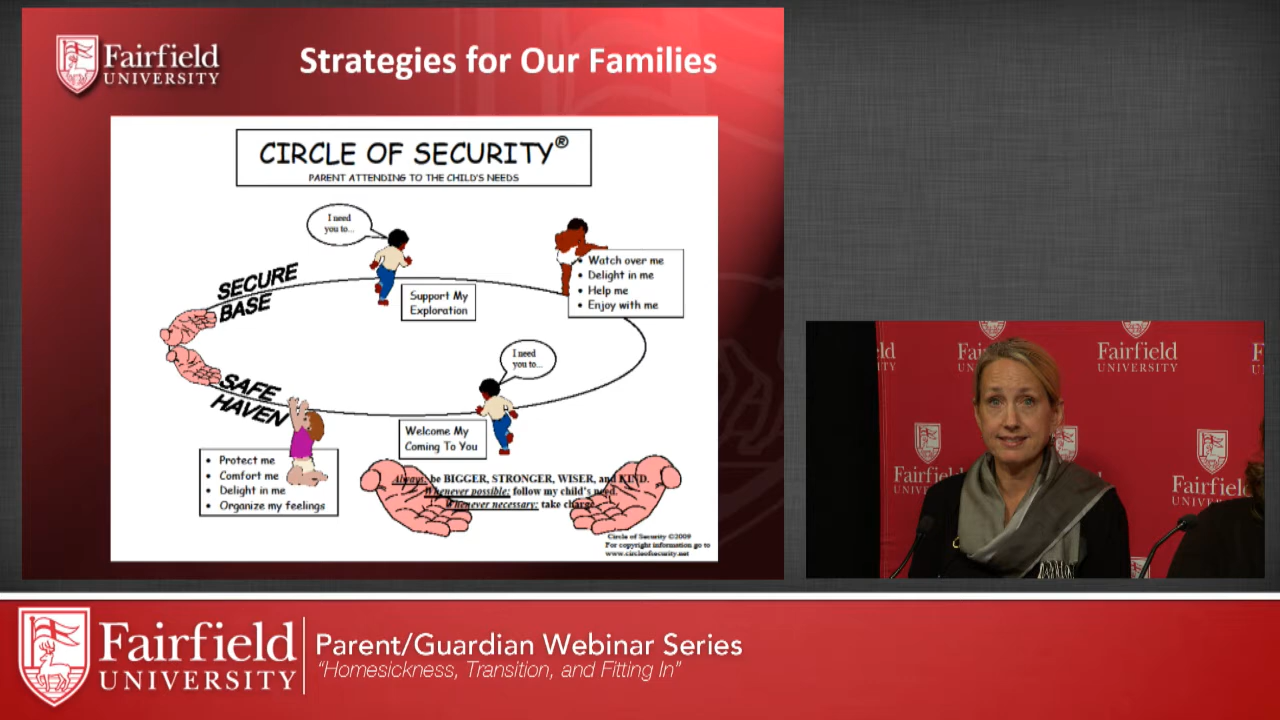 Fairfield
UNIVERSITY
Strategies for Our Families
CIRCLE OF SECURITY®
PARENT ATTENDING TO THE CHILD'S NEEDS
I need
you to...
SECURE
BASE
Support My
Exploration
• Watch over me
• Delight in me
• Help me
• Enjoy with me
I need
you to...
SAFE
HAVEN
Welcome My
Coming To You
• Protect me
• Comfort me
• Delight in me
• Organize my feelings
Always: be BIGGER, STRONGER, WISER, and KIND.
Whenever possible: follow my child's need.
Whenever necessary: take charge.
Circle of Security ©2009
For copyright information go to
www.circleofsecurity.net
Fairfield
UNIVERSITY
Fairfield
UNIVERSITY
Parent/Guardian Webinar Series
"Homesickness, Transition, and Fitting In"